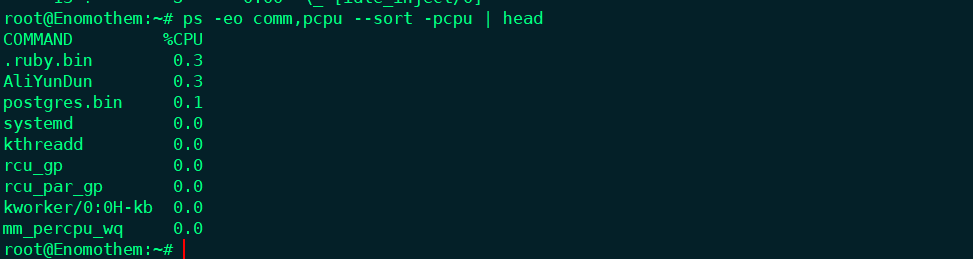 root@Enomothem:~# ps -eo comm,pcpu --sort -pcpu | head
COMMAND         %CPU
.ruby.bin        0.3
AliYunDun        0.3
postgres.bin     0.1
systemd          0.0
kthreadd         0.0
rcu_gp           0.0
rcu_par_gp       0.0
kworker/0:0H-kb  0.0
mm_percpu_wq     0.0
root@Enomothem:~#